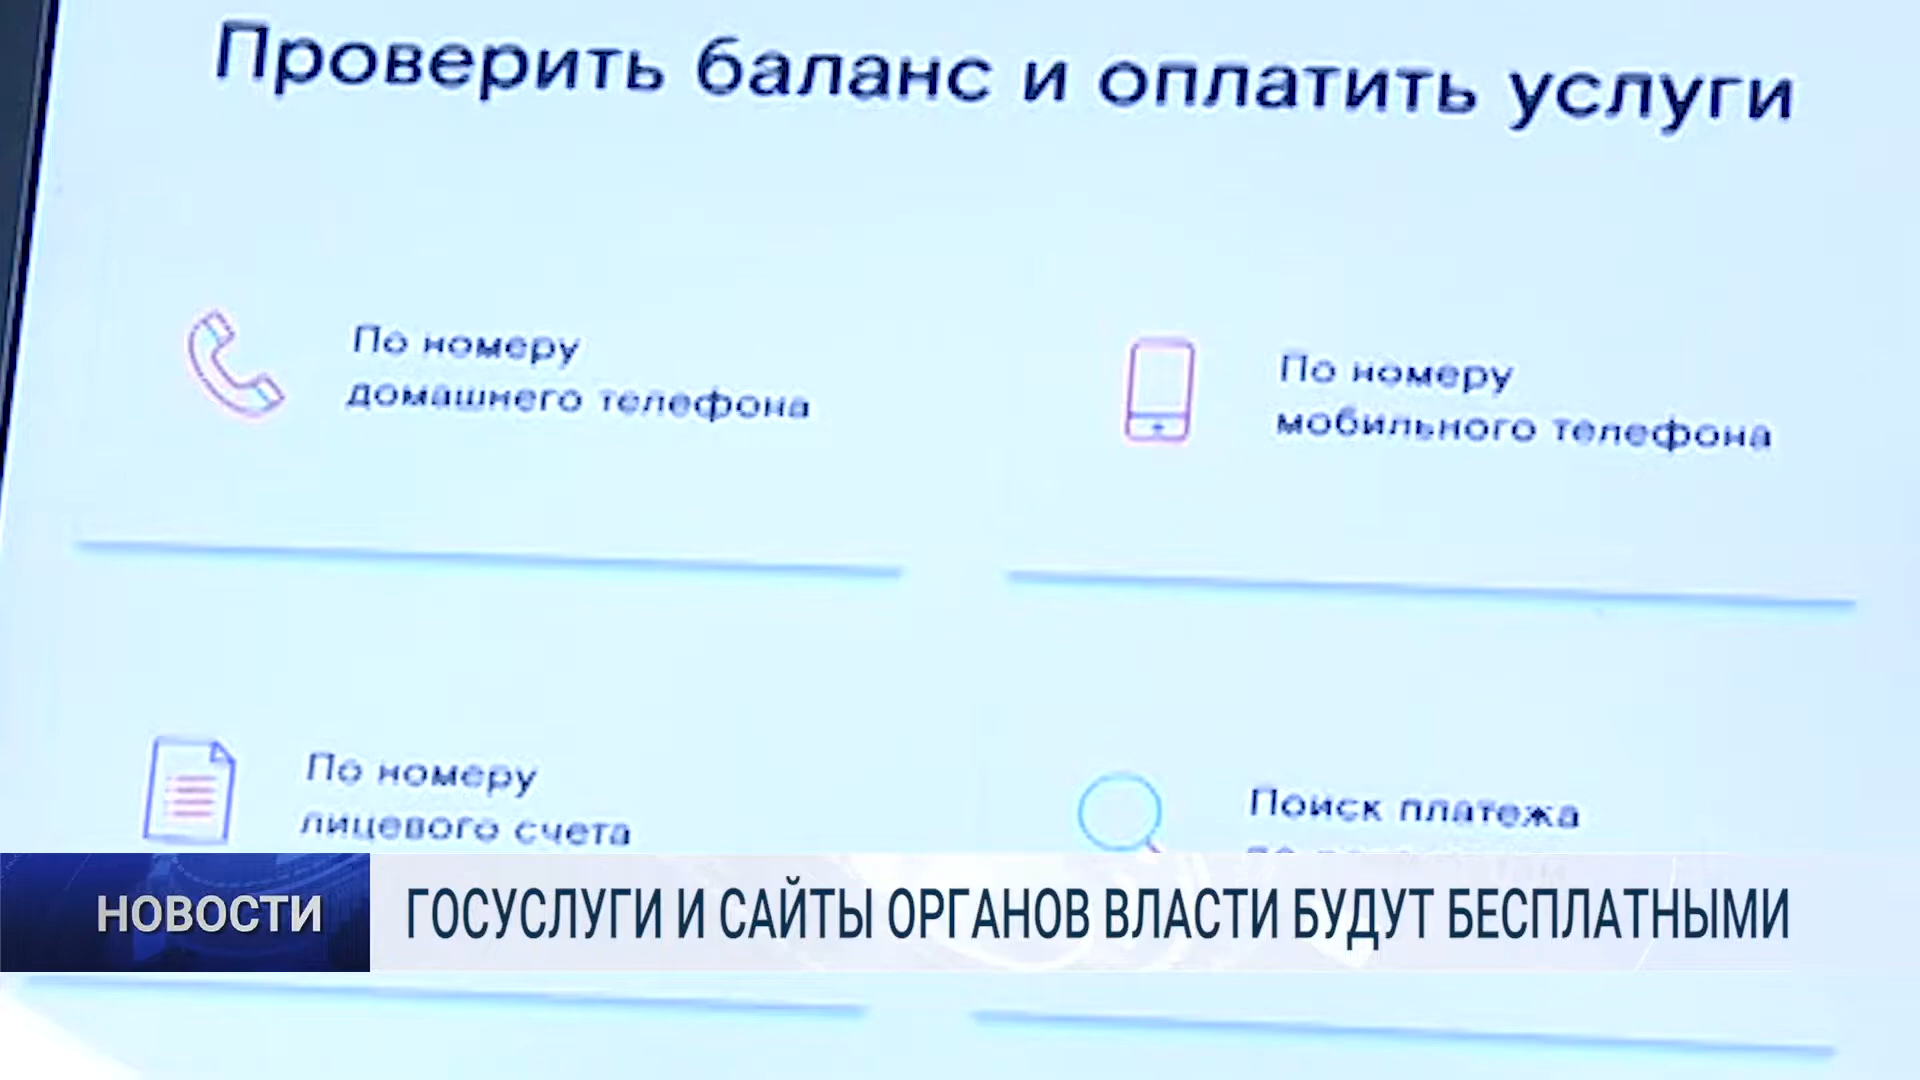 Проверить баланс и оплатить услуги
По номеру
домашнего телефона
По номеру
мобильного телефона
По номеру
лицевого счета
Поиск платежа
НОВОСТИ
ГОСУСЛУГИ И САЙТЫ ОРГАНОВ ВЛАСТИ БУДУТ БЕСПЛАТНЫМИ